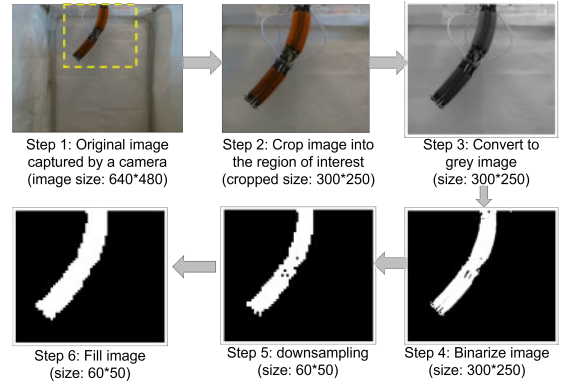 Step 1: Original image
captured by a camera
(image size: 640*480)
Step 2: Crop image into
the region of interest
(cropped size: 300*250)
Step 3: Convert to
grey image
(size: 300*250)
Step 6: Fill image
(size: 60*50)
Step 5: downsampling
(size: 60*50)
Step 4: Binarize image
(size: 300*250)